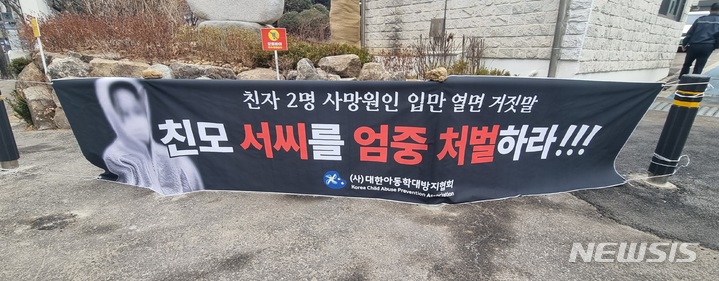 친자 2명 사망원인 입만 열면 거짓말
친모 서씨를 엄중 처벌하라!!!
(사)대한아동학대방지협회
Korea Child Abuse Prevention Association
NEWSIS